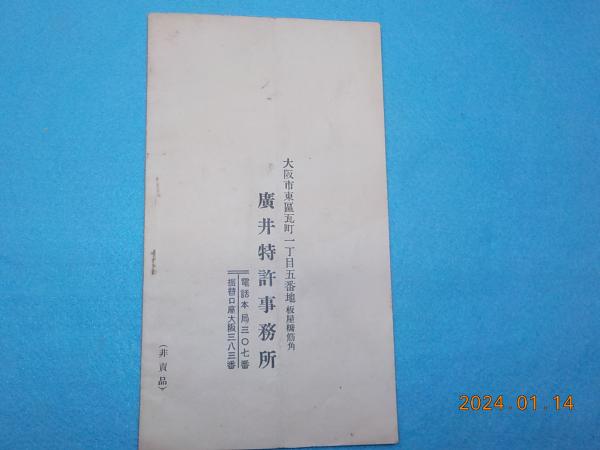 大阪市東區瓦町一丁目五番地 板屋橋筋角
廣井特許事務所
電話本局三〇七番
振替口座大阪三八三番
(非賣品)
2024.01.14